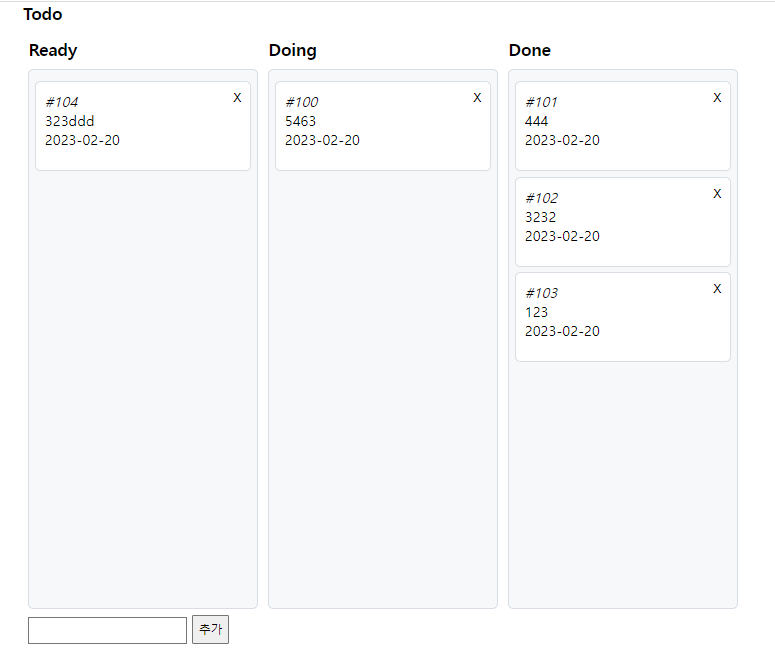 Todo
Ready
#104
X
323ddd
2023-02-20
Doing
#100
X
5463
2023-02-20
Done
#101
X
444
2023-02-20
#102
X
3232
2023-02-20
#103
X
123
2023-02-20
추가